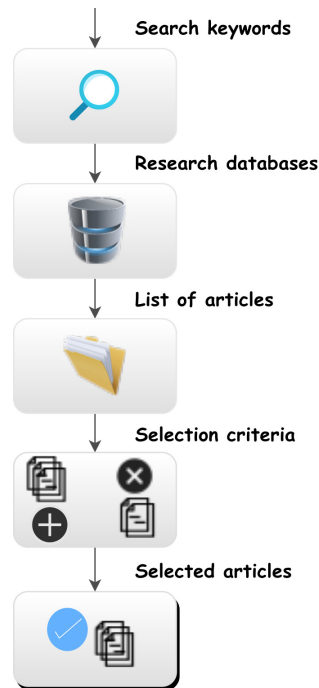 Search keywords
Research databases
List of articles
Selection criteria
Selected articles